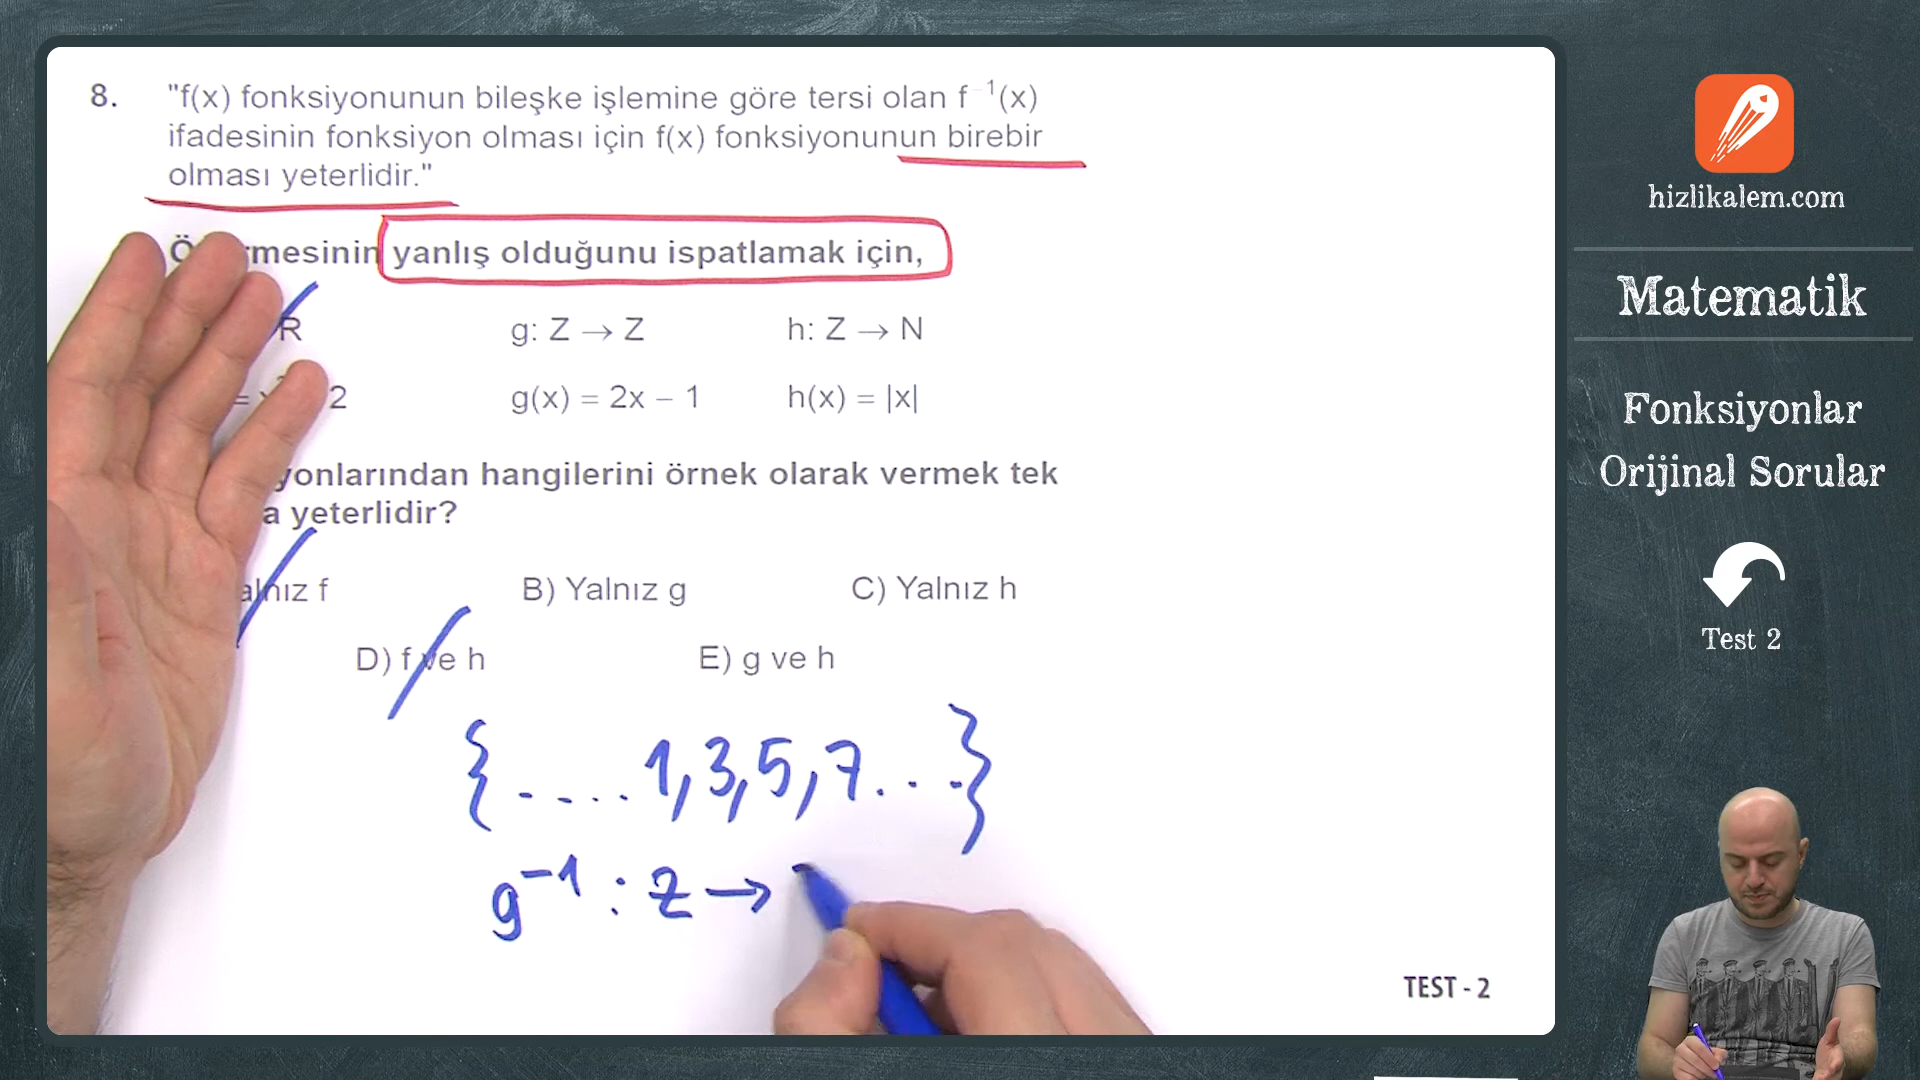 8. "f(x) fonksiyonunun bileşke işlemine göre tersi olan f⁻¹(x)
ifadesinin fonksiyon olması için f(x) fonksiyonunun birebir
olması yeterlidir."
yanlış olduğunu ispatlamak için,
R g: Z → Z h: Z → N
2 g(x) = 2x – 1 h(x) = |x|
hangilerini örnek olarak vermek tek
yeterlidir?
f B) Yalnız g C) Yalnız h
D) f ve h E) g ve h
{ .... 1, 3, 5, 7 ... }
g⁻¹ : Z →
TEST - 2
hizlikalem.com
Matematik
Fonksiyonlar
Orijinal Sorular
Test 2